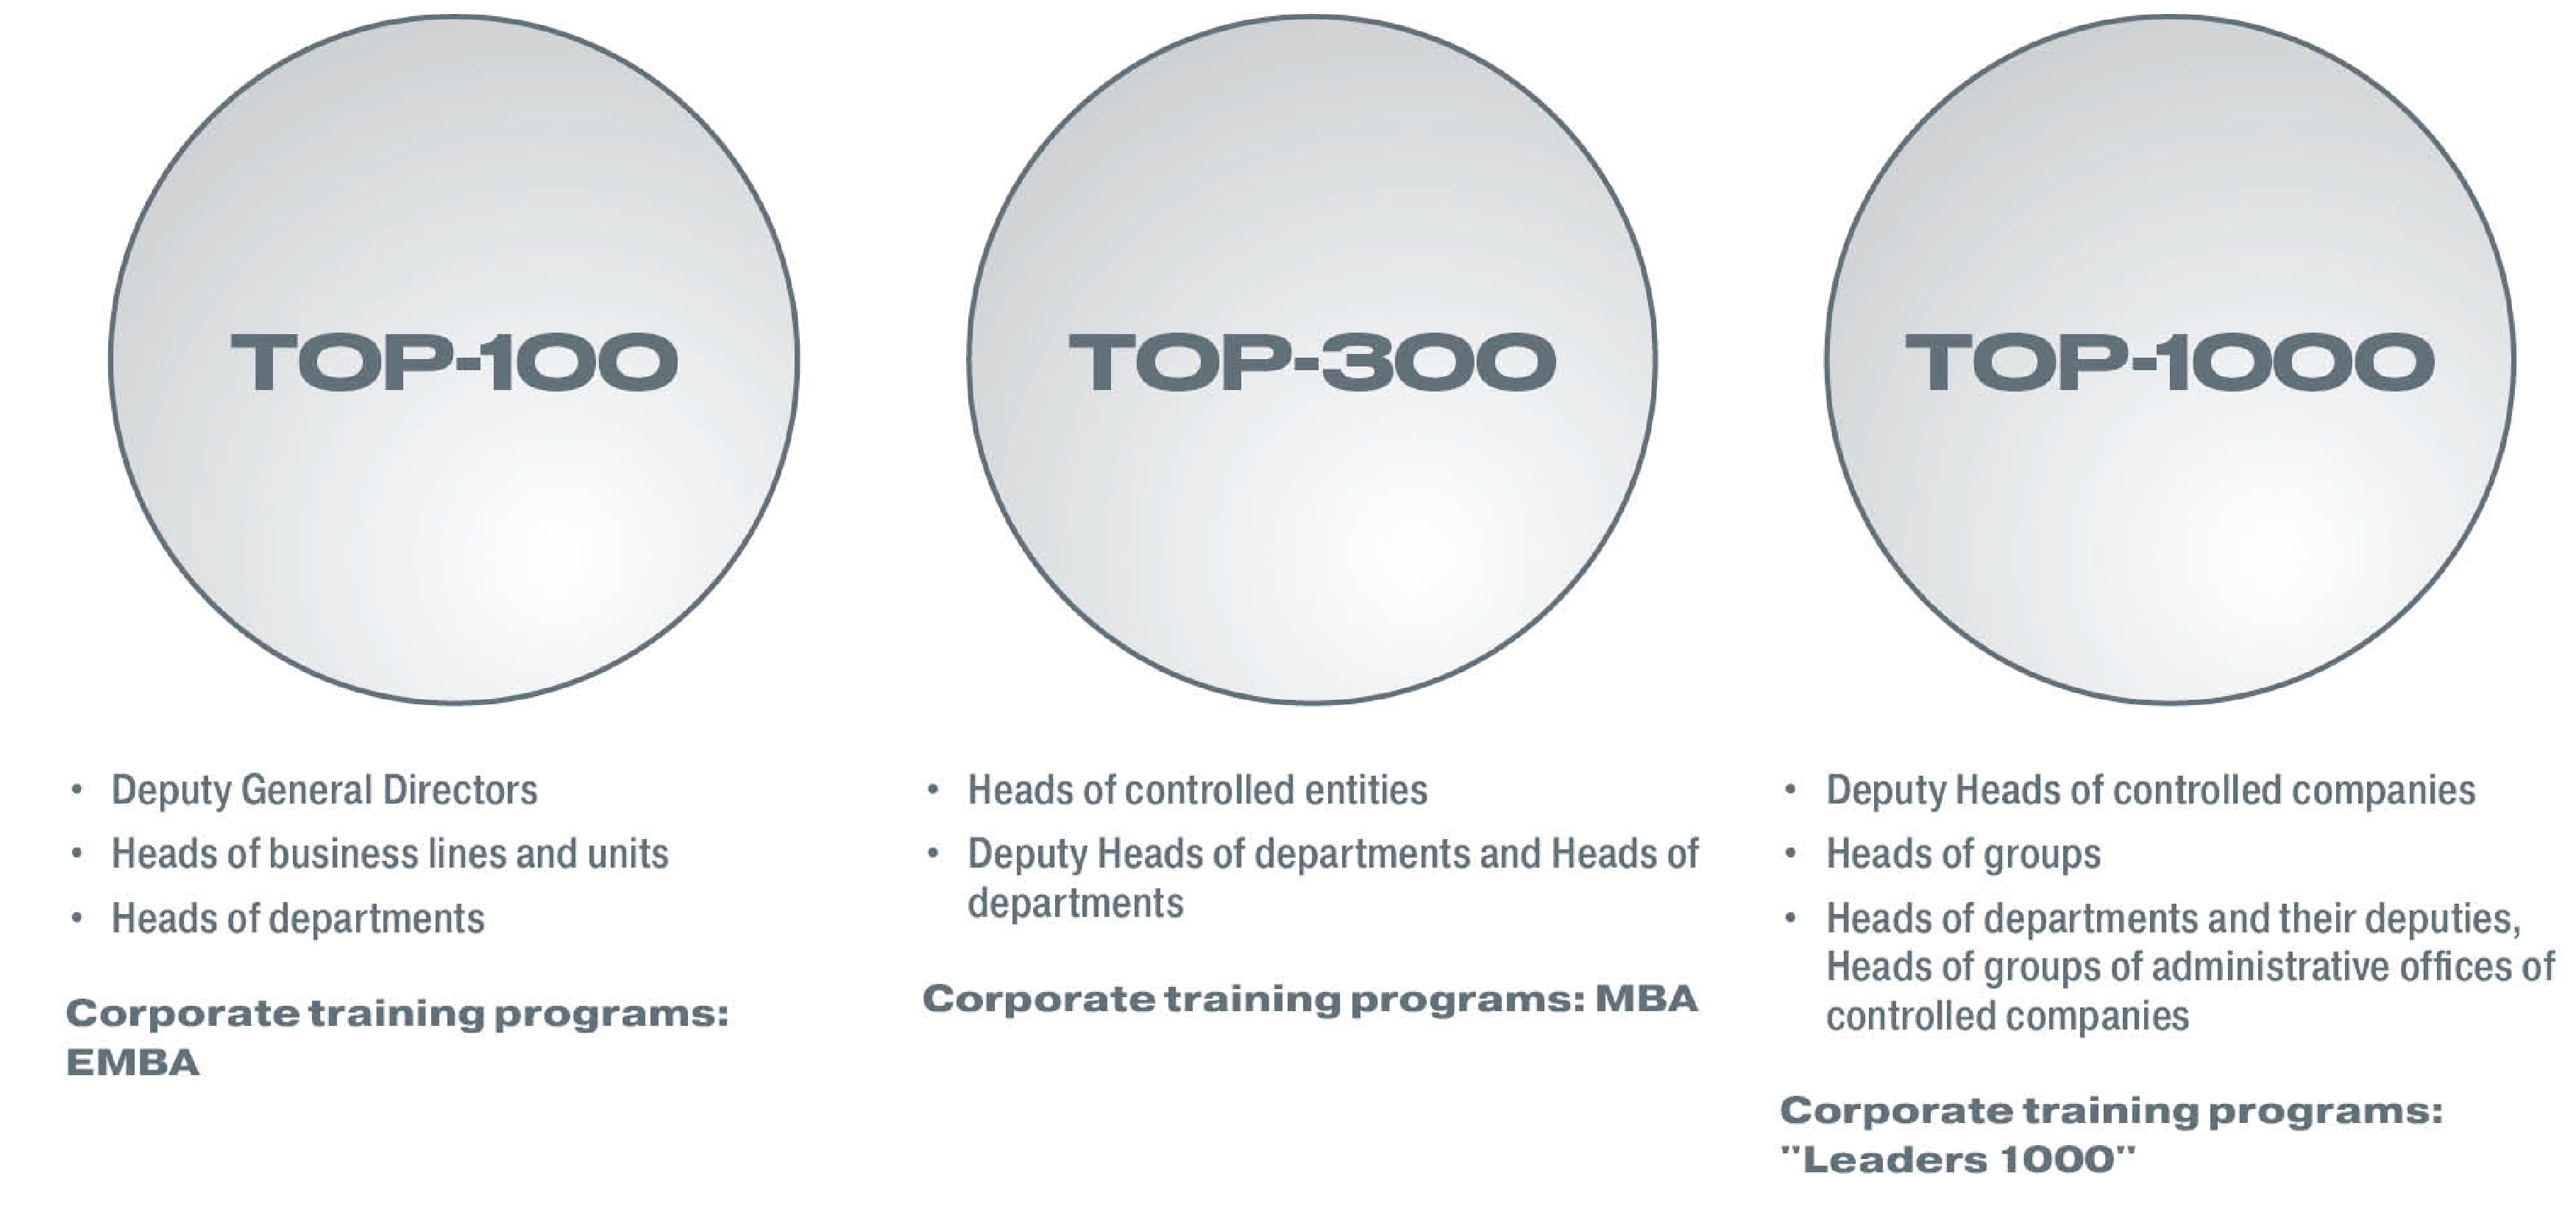 TOP-100
• Deputy General Directors
• Heads of business lines and units
• Heads of departments
Corporate training programs:
EMBA
TOP-300
• Heads of controlled entities
• Deputy Heads of departments and Heads of
departments
Corporate training programs: MBA
TOP-1000
• Deputy Heads of controlled companies
• Heads of groups
• Heads of departments and their deputies,
Heads of groups of administrative offices of
controlled companies
Corporate training programs:
"Leaders 1000"